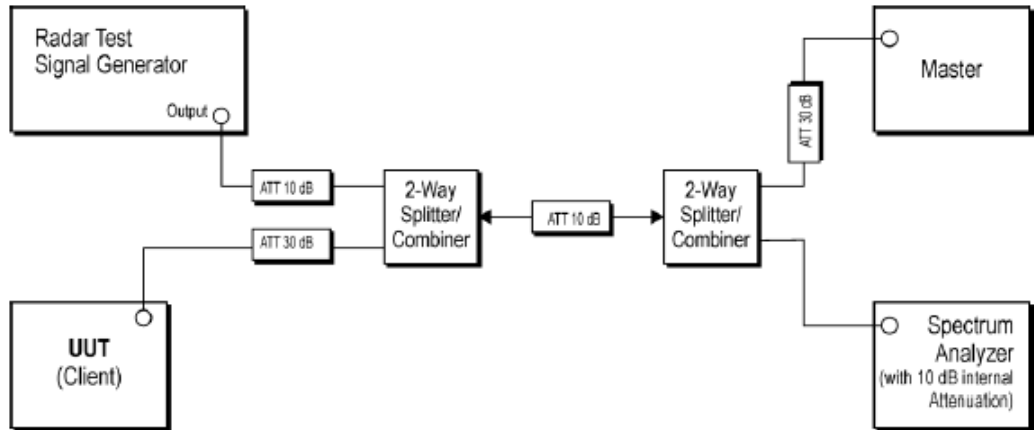 Radar Test
Signal Generator
Output
ATT 10 dB
ATT 30 dB
UUT
(Client)
2-Way
Splitter/
Combiner
ATT 10 dB
2-Way
Splitter/
Combiner
ATT 30 dB
Master
Spectrum
Analyzer
(with 10 dB internal
Attenuation)